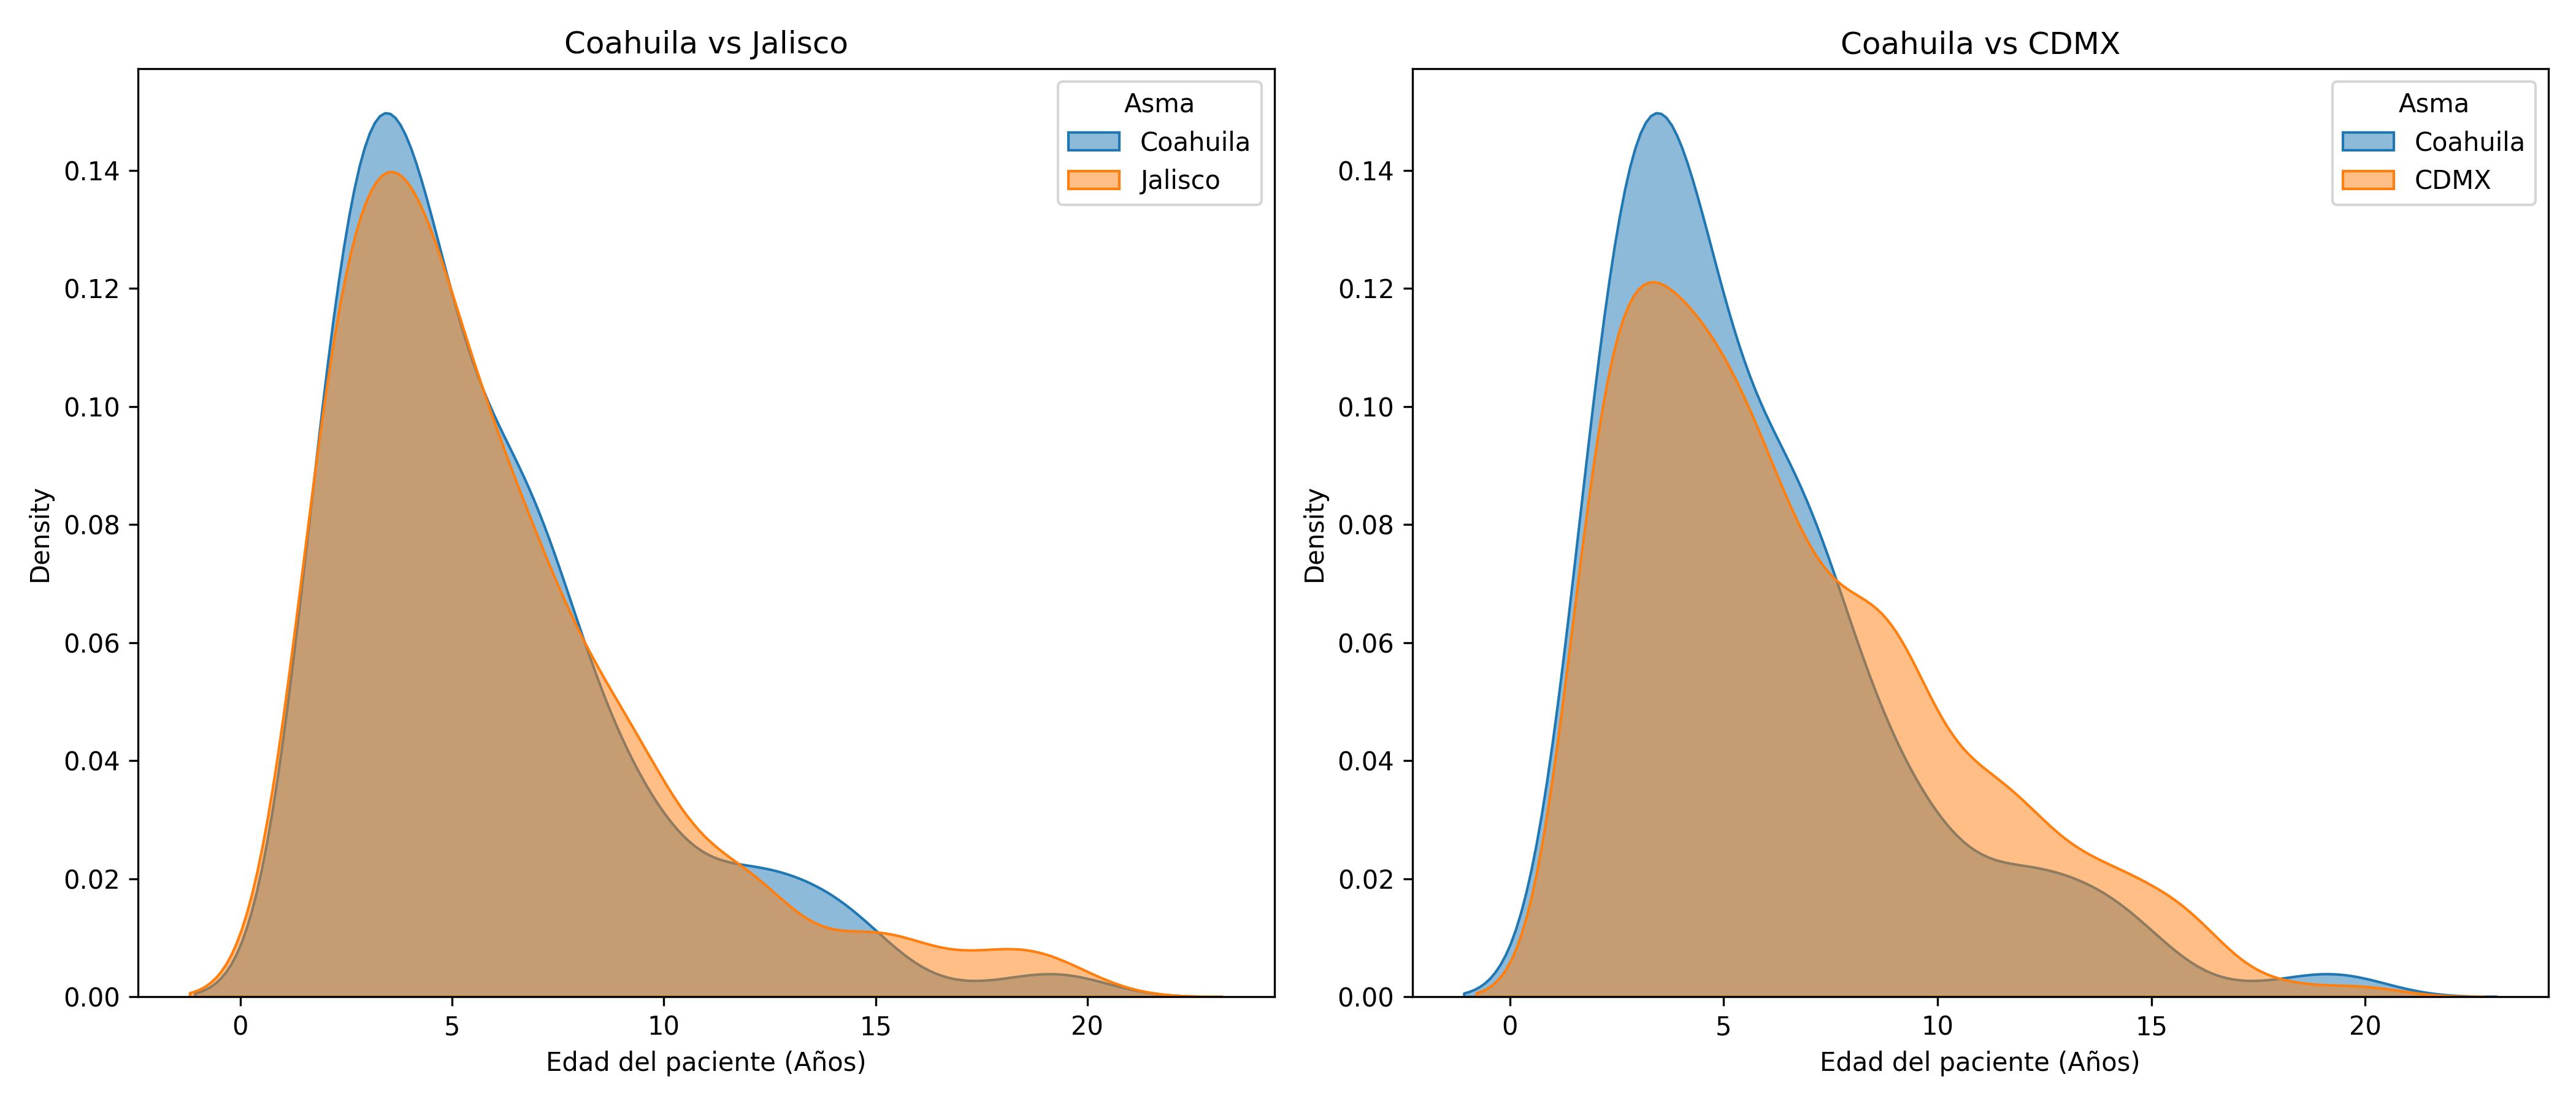 Coahuila vs Jalisco
Asma
Coahuila
Jalisco
0.14
0.12
0.10
0.08
0.06
0.04
0.02
0.00
Density
0 5 10 15 20
Edad del paciente (Años)
Coahuila vs CDMX
Asma
Coahuila
CDMX
0.14
0.12
0.10
0.08
0.06
0.04
0.02
0.00
Density
0 5 10 15 20
Edad del paciente (Años)